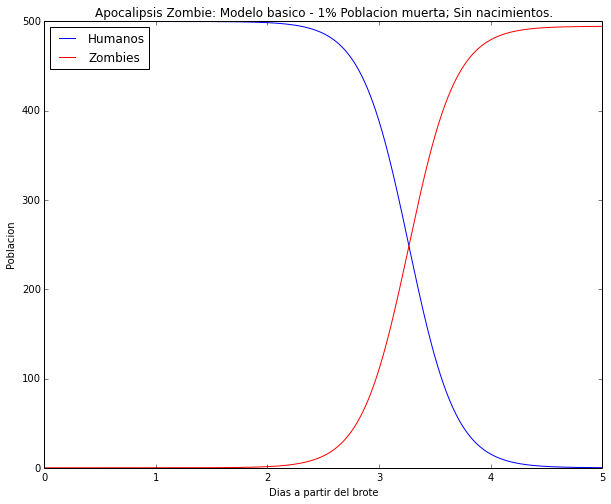 Apocalipsis Zombie: Modelo basico - 1% Poblacion muerta; Sin nacimientos.
Humanos
Zombies
500
400
300
200
100
0
Poblacion
0 1 2 3 4 5
Dias a partir del brote